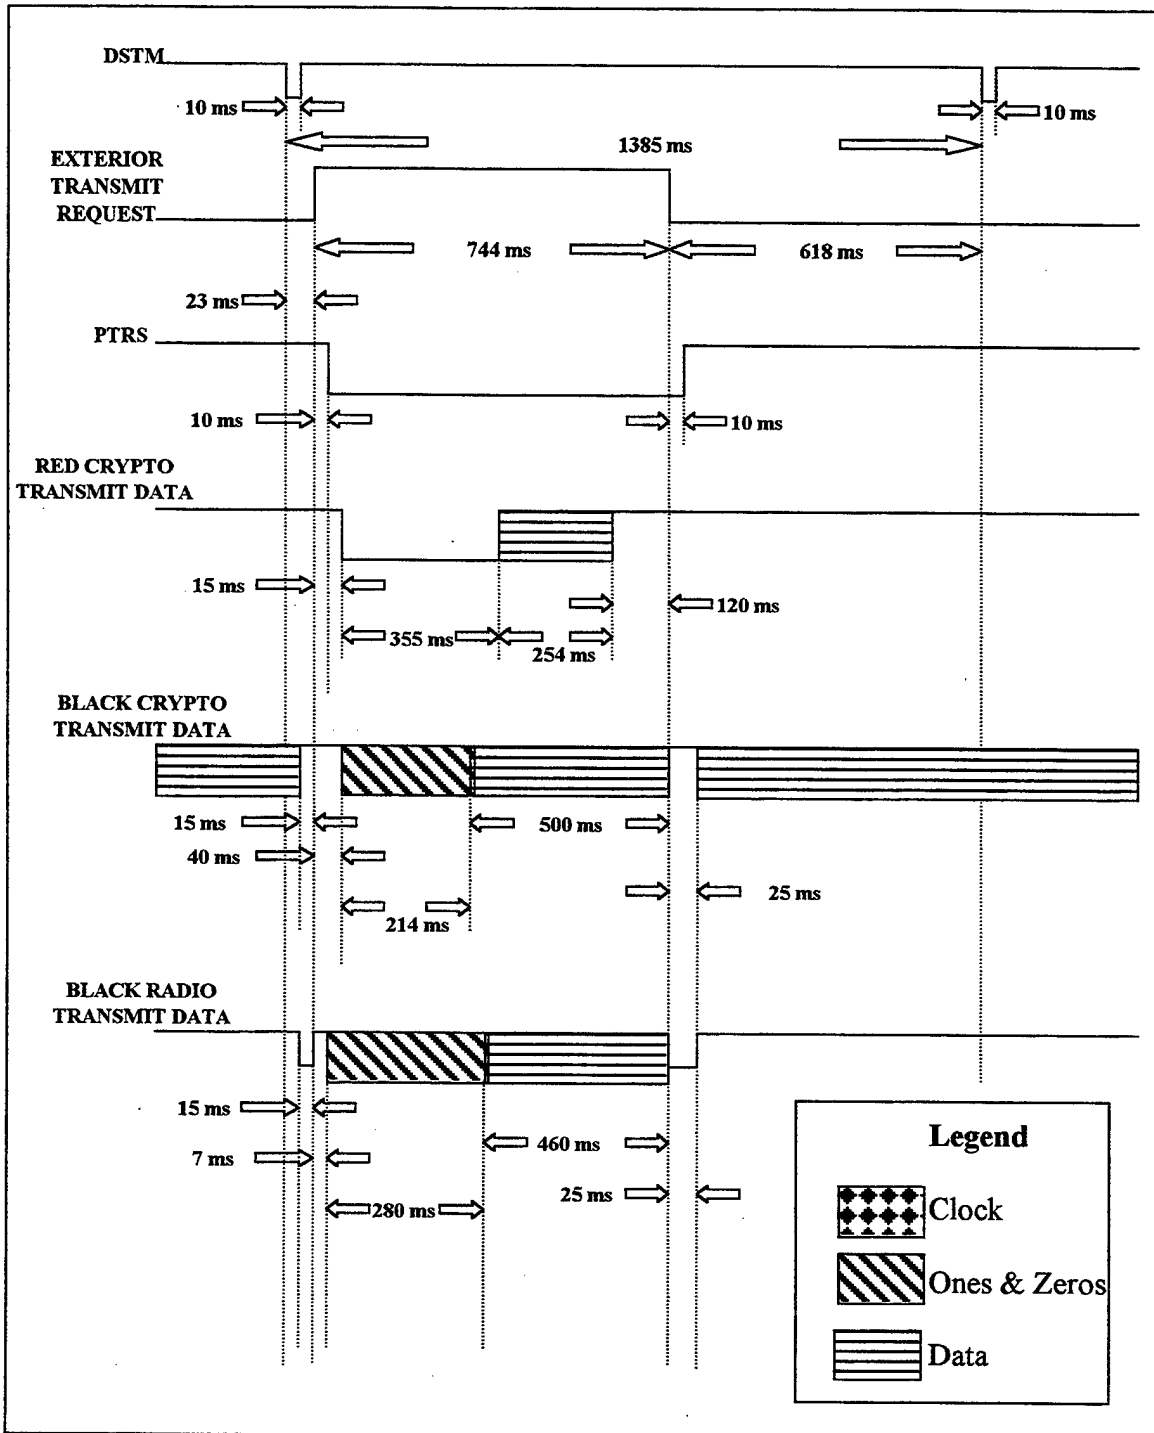 DSTM
10 ms
10 ms
1385 ms
EXTERIOR
TRANSMIT
REQUEST
744 ms
618 ms
23 ms
PTRS
10 ms
10 ms
RED CRYPTO
TRANSMIT DATA
15 ms
120 ms
355 ms
254 ms
BLACK CRYPTO
TRANSMIT DATA
15 ms
500 ms
40 ms
25 ms
214 ms
BLACK RADIO
TRANSMIT DATA
15 ms
460 ms
7 ms
25 ms
280 ms
Legend
Clock
Ones & Zeros
Data